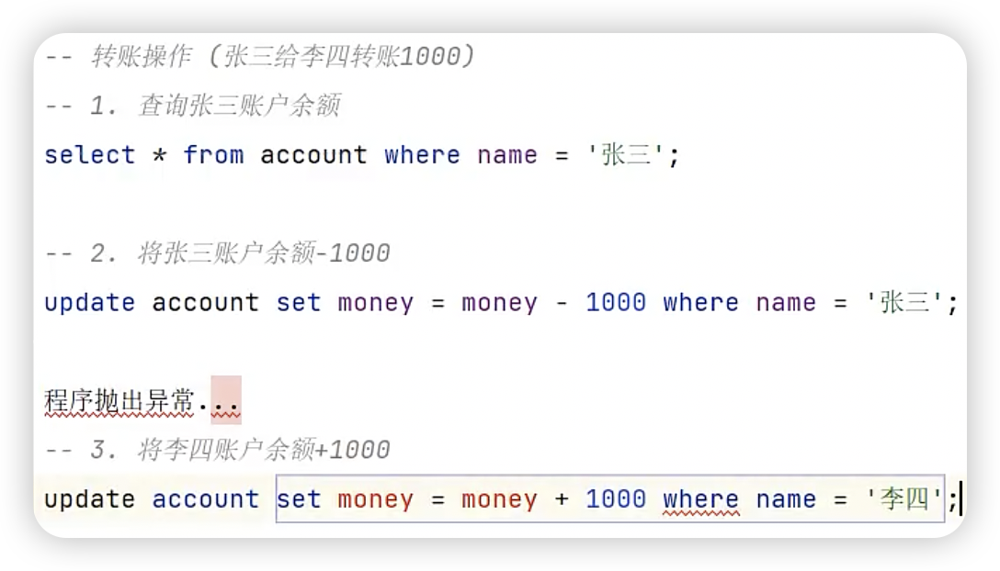 -- 转账操作 (张三给李四转账1000)
-- 1. 查询张三账户余额
select * from account where name = '张三';
-- 2. 将张三账户余额-1000
update account set money = money - 1000 where name = '张三';
程序抛出异常...
-- 3. 将李四账户余额+1000
update account set money = money + 1000 where name = '李四';